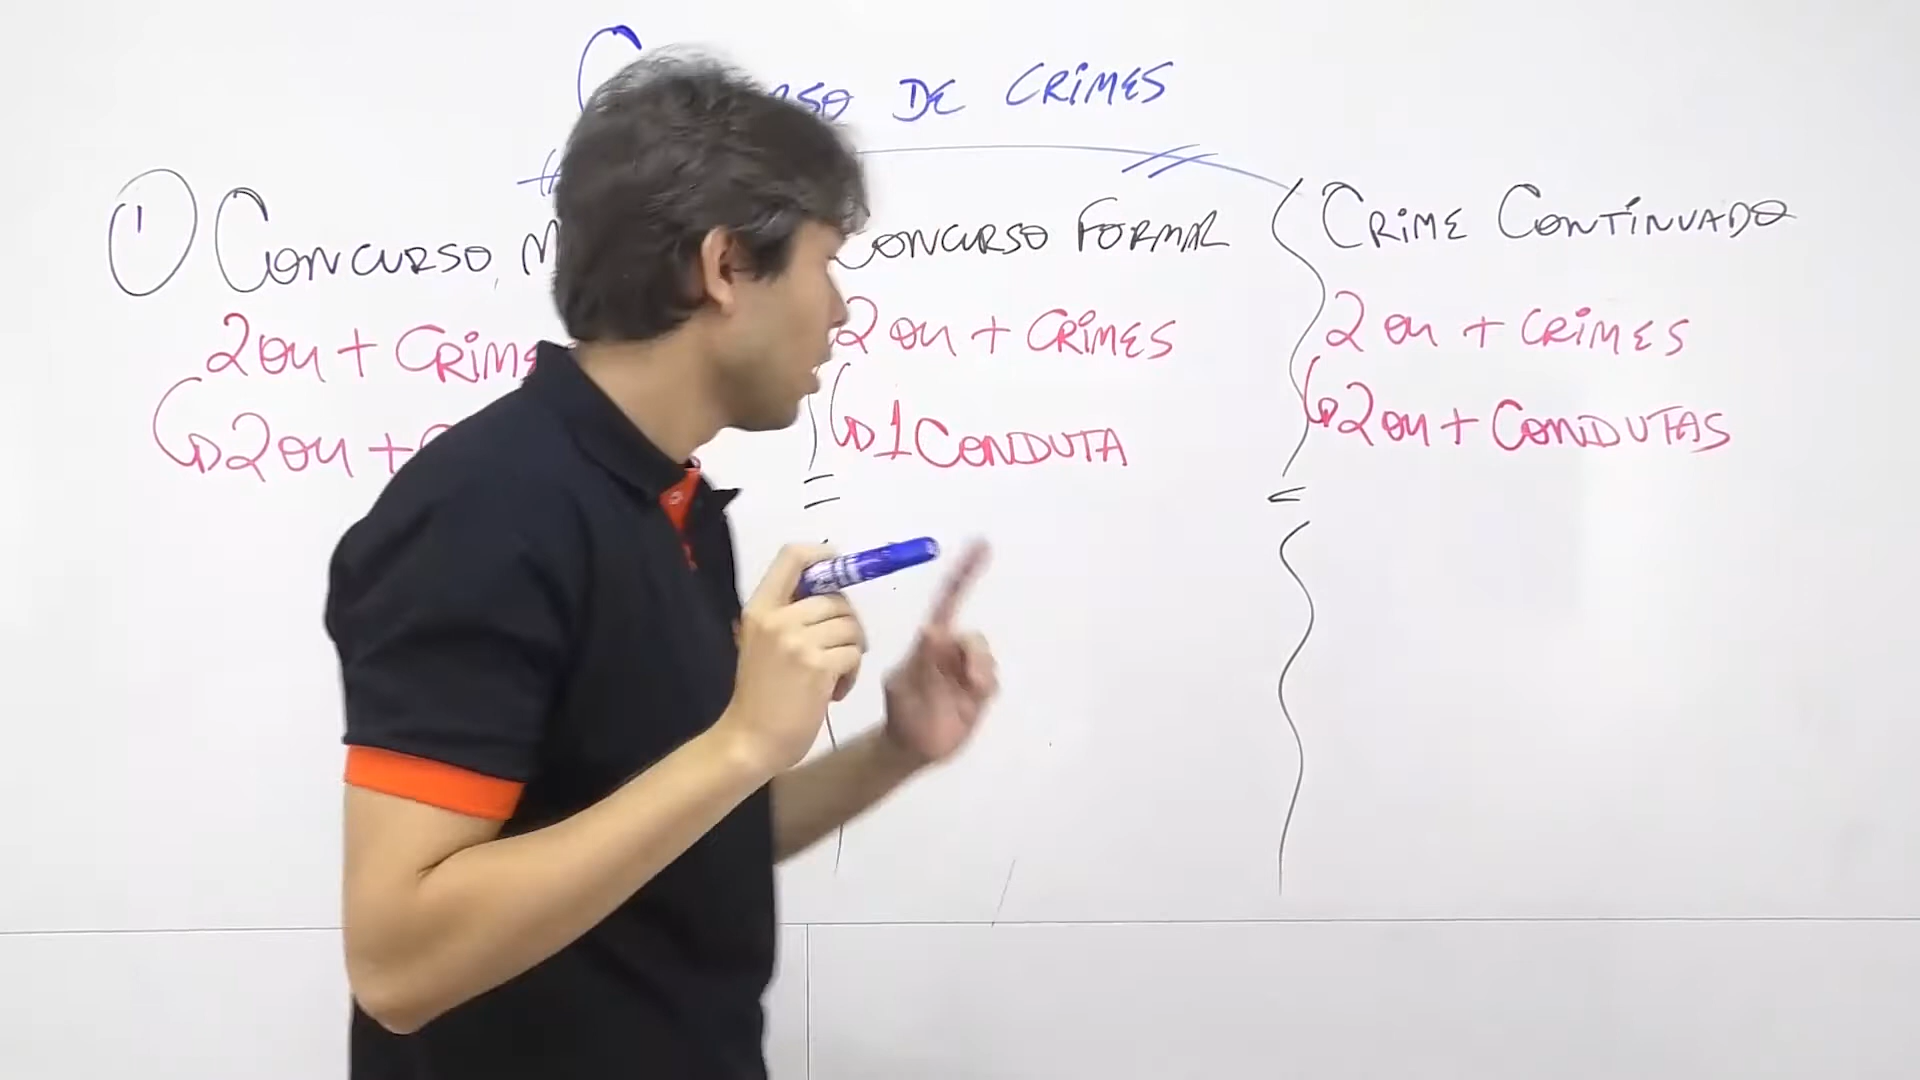 DE CRIMES
1 CONCURSO
2 ou + CRIMES
2 ou +
CONCURSO FORMAL
2 ou + CRIMES
1 CONDUTA
CRIME CONTINUADO
2 ou + CRIMES
2 ou + CONDUTAS